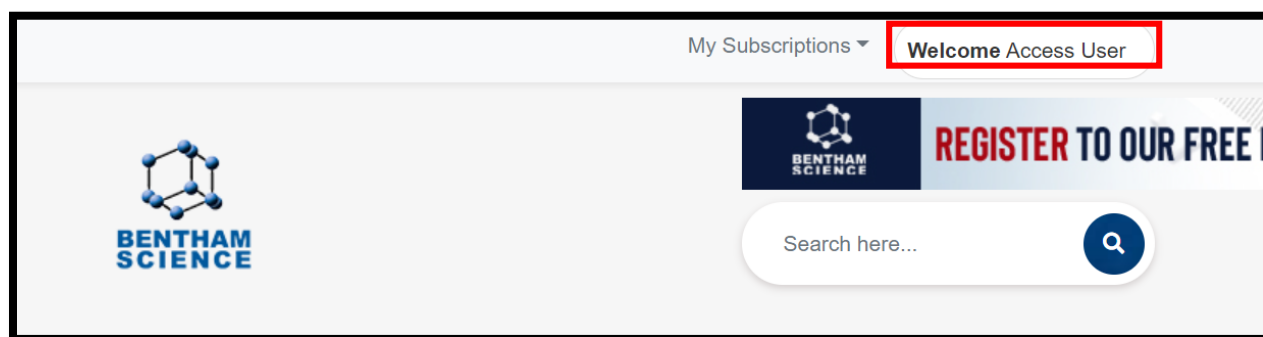 My Subscriptions
Welcome Access User
BENTHAM
SCIENCE
REGISTER TO OUR FREE
Search here...
BENTHAM
SCIENCE